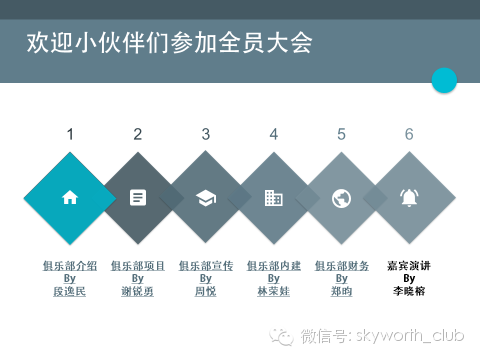 欢迎小伙伴们参加全员大会
1 2 3 4 5 6
俱乐部介绍 俱乐部项目 俱乐部宣传 俱乐部内建 俱乐部财务 嘉宾演讲
By By By By By By
段逸民 谢锐勇 周悦 林荣娃 郑昀 李晓榕
微信号: skyworth_club